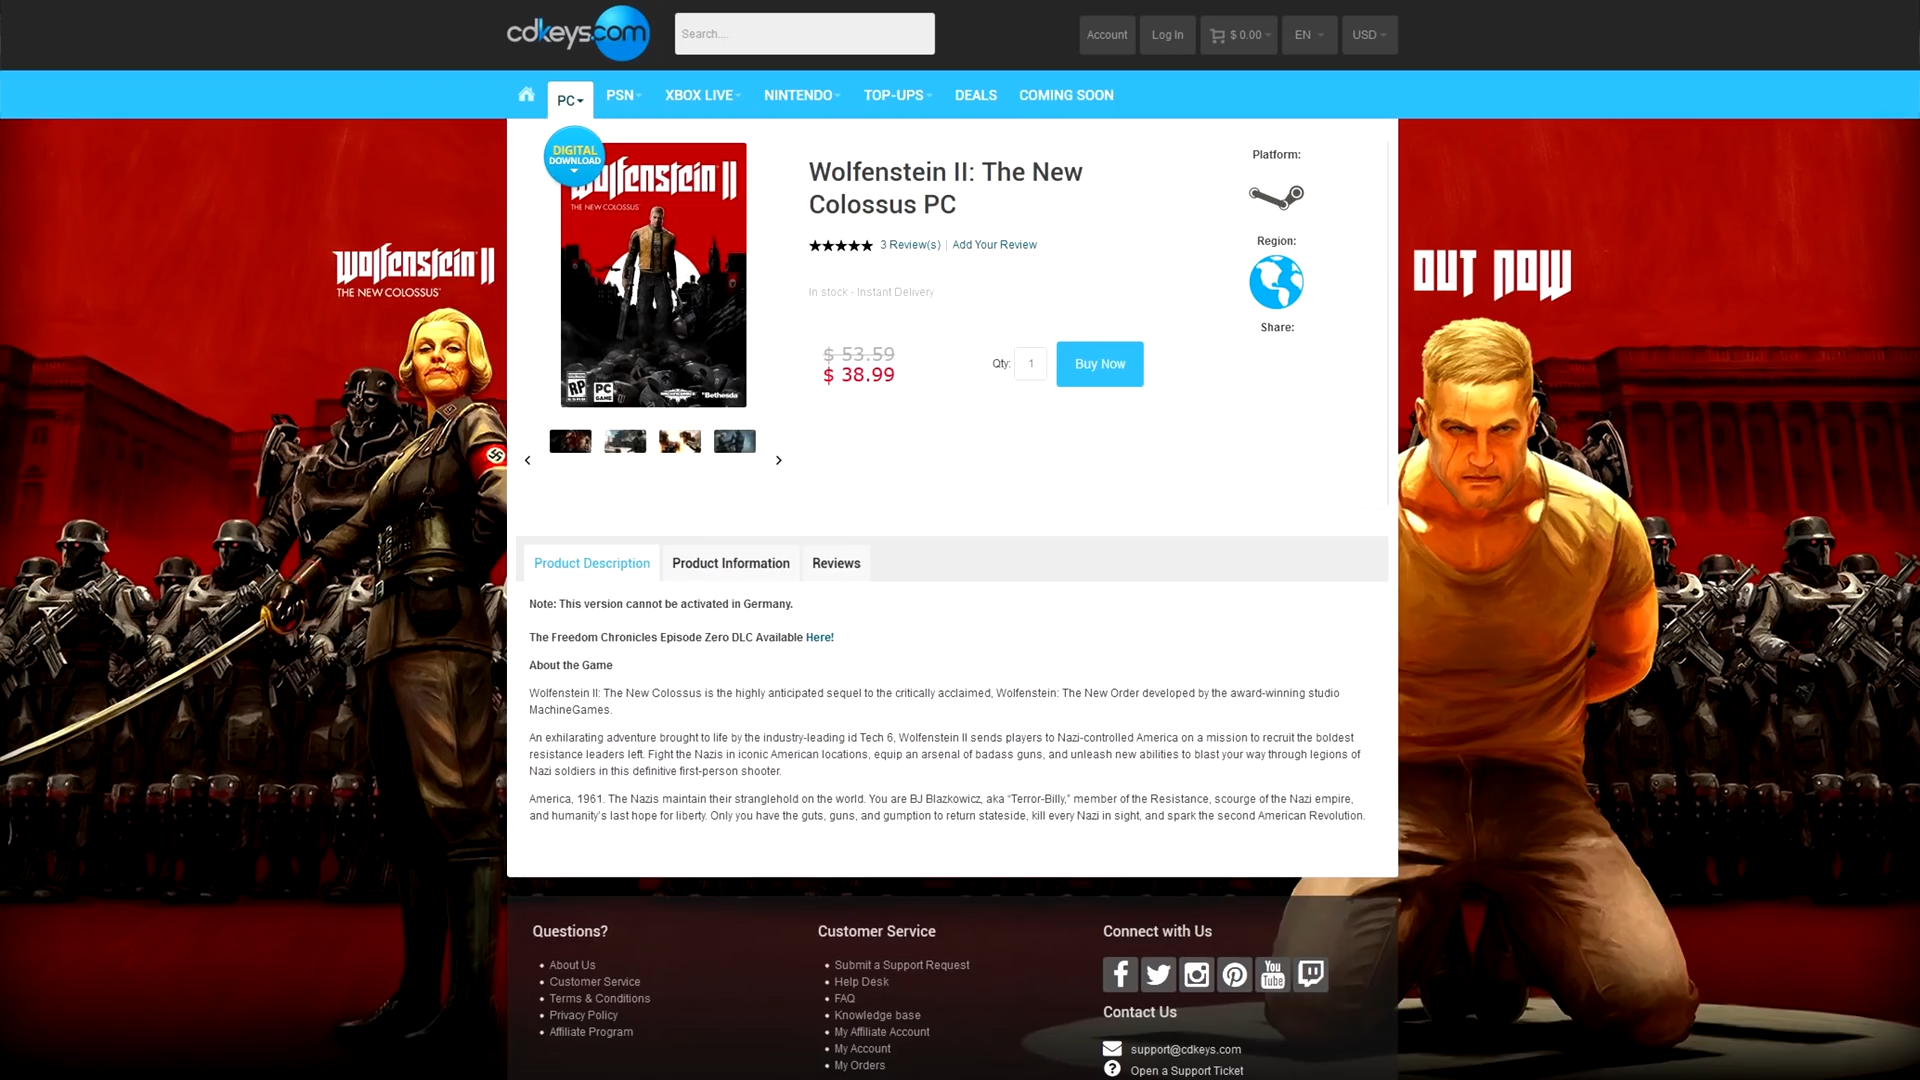 cdkeys.com
Search....
Account
Log In
$ 0.00
EN
USD
PC
PSN
XBOX LIVE
NINTENDO
TOP-UPS
DEALS
COMING SOON
DIGITAL
DOWNLOAD
Wolfenstein II
THE NEW COLOSSUS
RP
PC
GAME
Bethesda
Wolfenstein II: The New
Colossus PC
3 Review(s) | Add Your Review
In stock - Instant Delivery
$ 53.59
$ 38.99
Qty:
1
Buy Now
Platform:
Region:
Share:
Wolfenstein II
THE NEW COLOSSUS
OUT NOW
Product Description
Product Information
Reviews
Note: This version cannot be activated in Germany.
The Freedom Chronicles Episode Zero DLC Available Here!
About the Game
Wolfenstein II: The New Colossus is the highly anticipated sequel to the critically acclaimed, Wolfenstein: The New Order developed by the award-winning studio
MachineGames.
An exhilarating adventure brought to life by the industry-leading id Tech 6, Wolfenstein II sends players to Nazi-controlled America on a mission to recruit the boldest
resistance leaders left. Fight the Nazis in iconic American locations, equip an arsenal of badass guns, and unleash new abilities to blast your way through legions of
Nazi soldiers in this definitive first-person shooter.
America, 1961. The Nazis maintain their stranglehold on the world. You are BJ Blazkowicz, aka “Terror-Billy,” member of the Resistance, scourge of the Nazi empire,
and humanity’s last hope for liberty. Only you have the guts, guns, and gumption to return stateside, kill every Nazi in sight, and spark the second American Revolution.
Questions?
• About Us
• Customer Service
• Terms & Conditions
• Privacy Policy
• Affiliate Program
Customer Service
• Submit a Support Request
• Help Desk
• FAQ
• Knowledge base
• My Affiliate Account
• My Account
• My Orders
Connect with Us
You
Tube
Contact Us
support@cdkeys.com
Open a Support Ticket